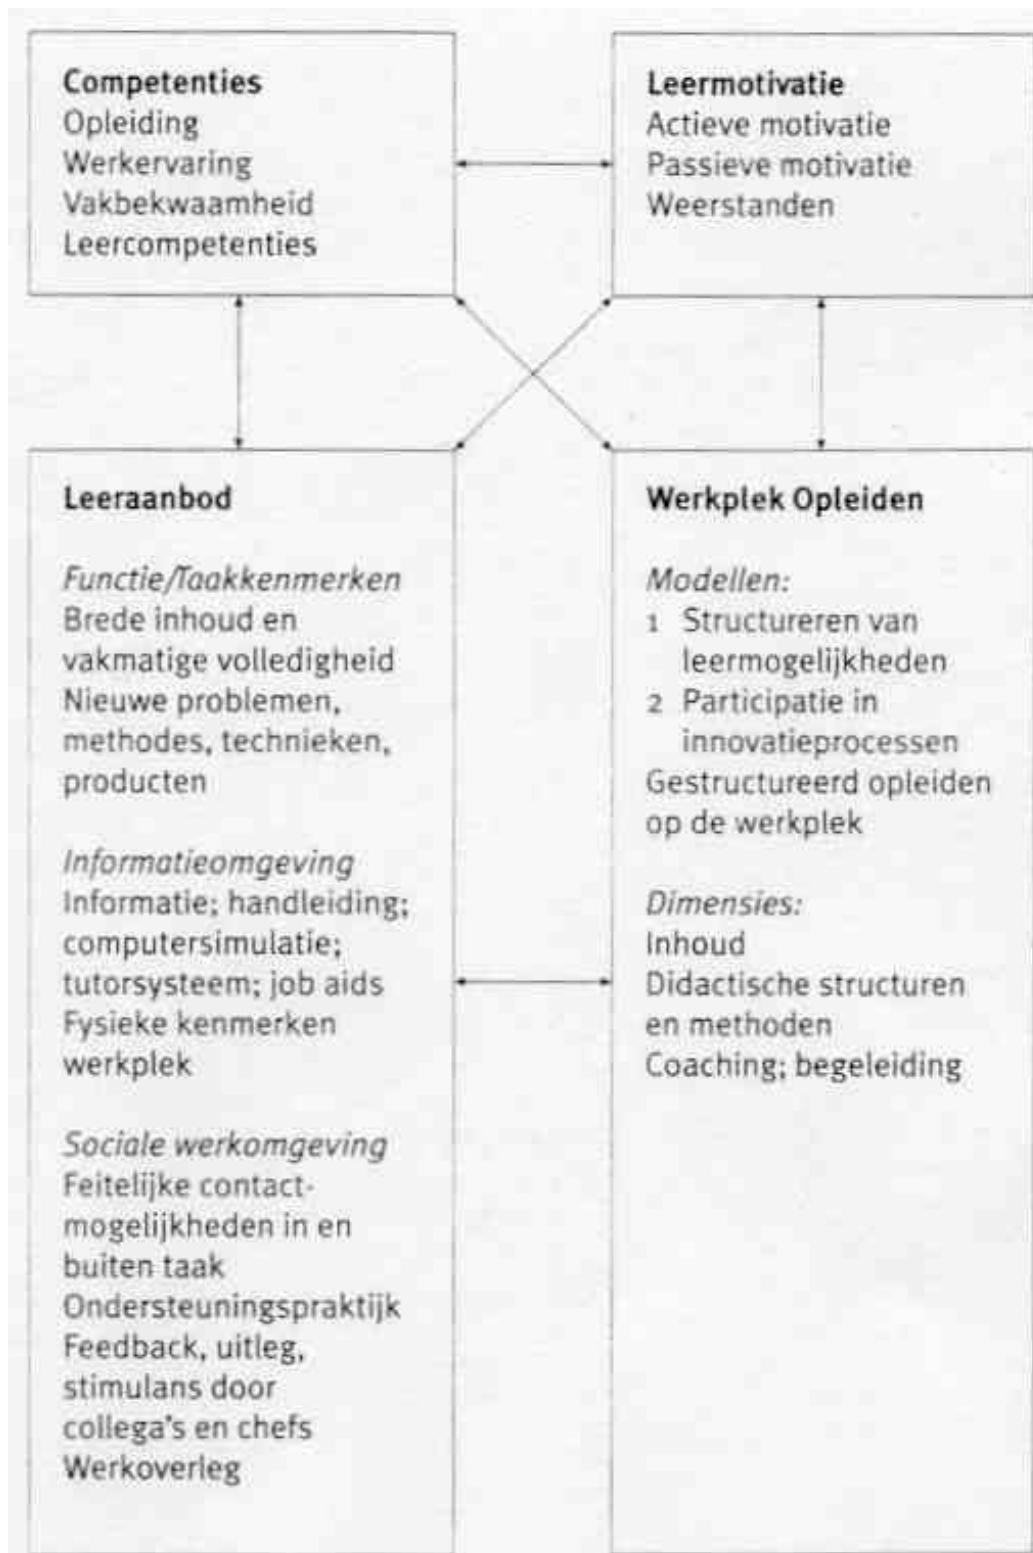 Competenties
Opleiding
Werkervaring
Vakbekwaamheid
Leercompetenties
Leermotivatie
Actieve motivatie
Passieve motivatie
Weerstanden
Leeraanbod
Functie/Taakkenmerken
Brede inhoud en
vakmatige volledigheid
Nieuwe problemen,
methodes, technieken,
producten
Informatieomgeving
Informatie; handleiding;
computersimulatie;
tutorsysteem; job aids
Fysieke kenmerken
werkplek
Sociale werkomgeving
Feitelijke contact-
mogelijkheden in en
buiten taak
Ondersteuningspraktijk
Feedback, uitleg,
stimulans door
collega's en chefs
Werkoverleg
Werkplek Opleiden
Modellen:
1 Structureren van
leermogelijkheden
2 Participatie in
innovatieprocessen
Gestructureerd opleiden
op de werkplek
Dimensies:
Inhoud
Didactische structuren
en methoden
Coaching; begeleiding